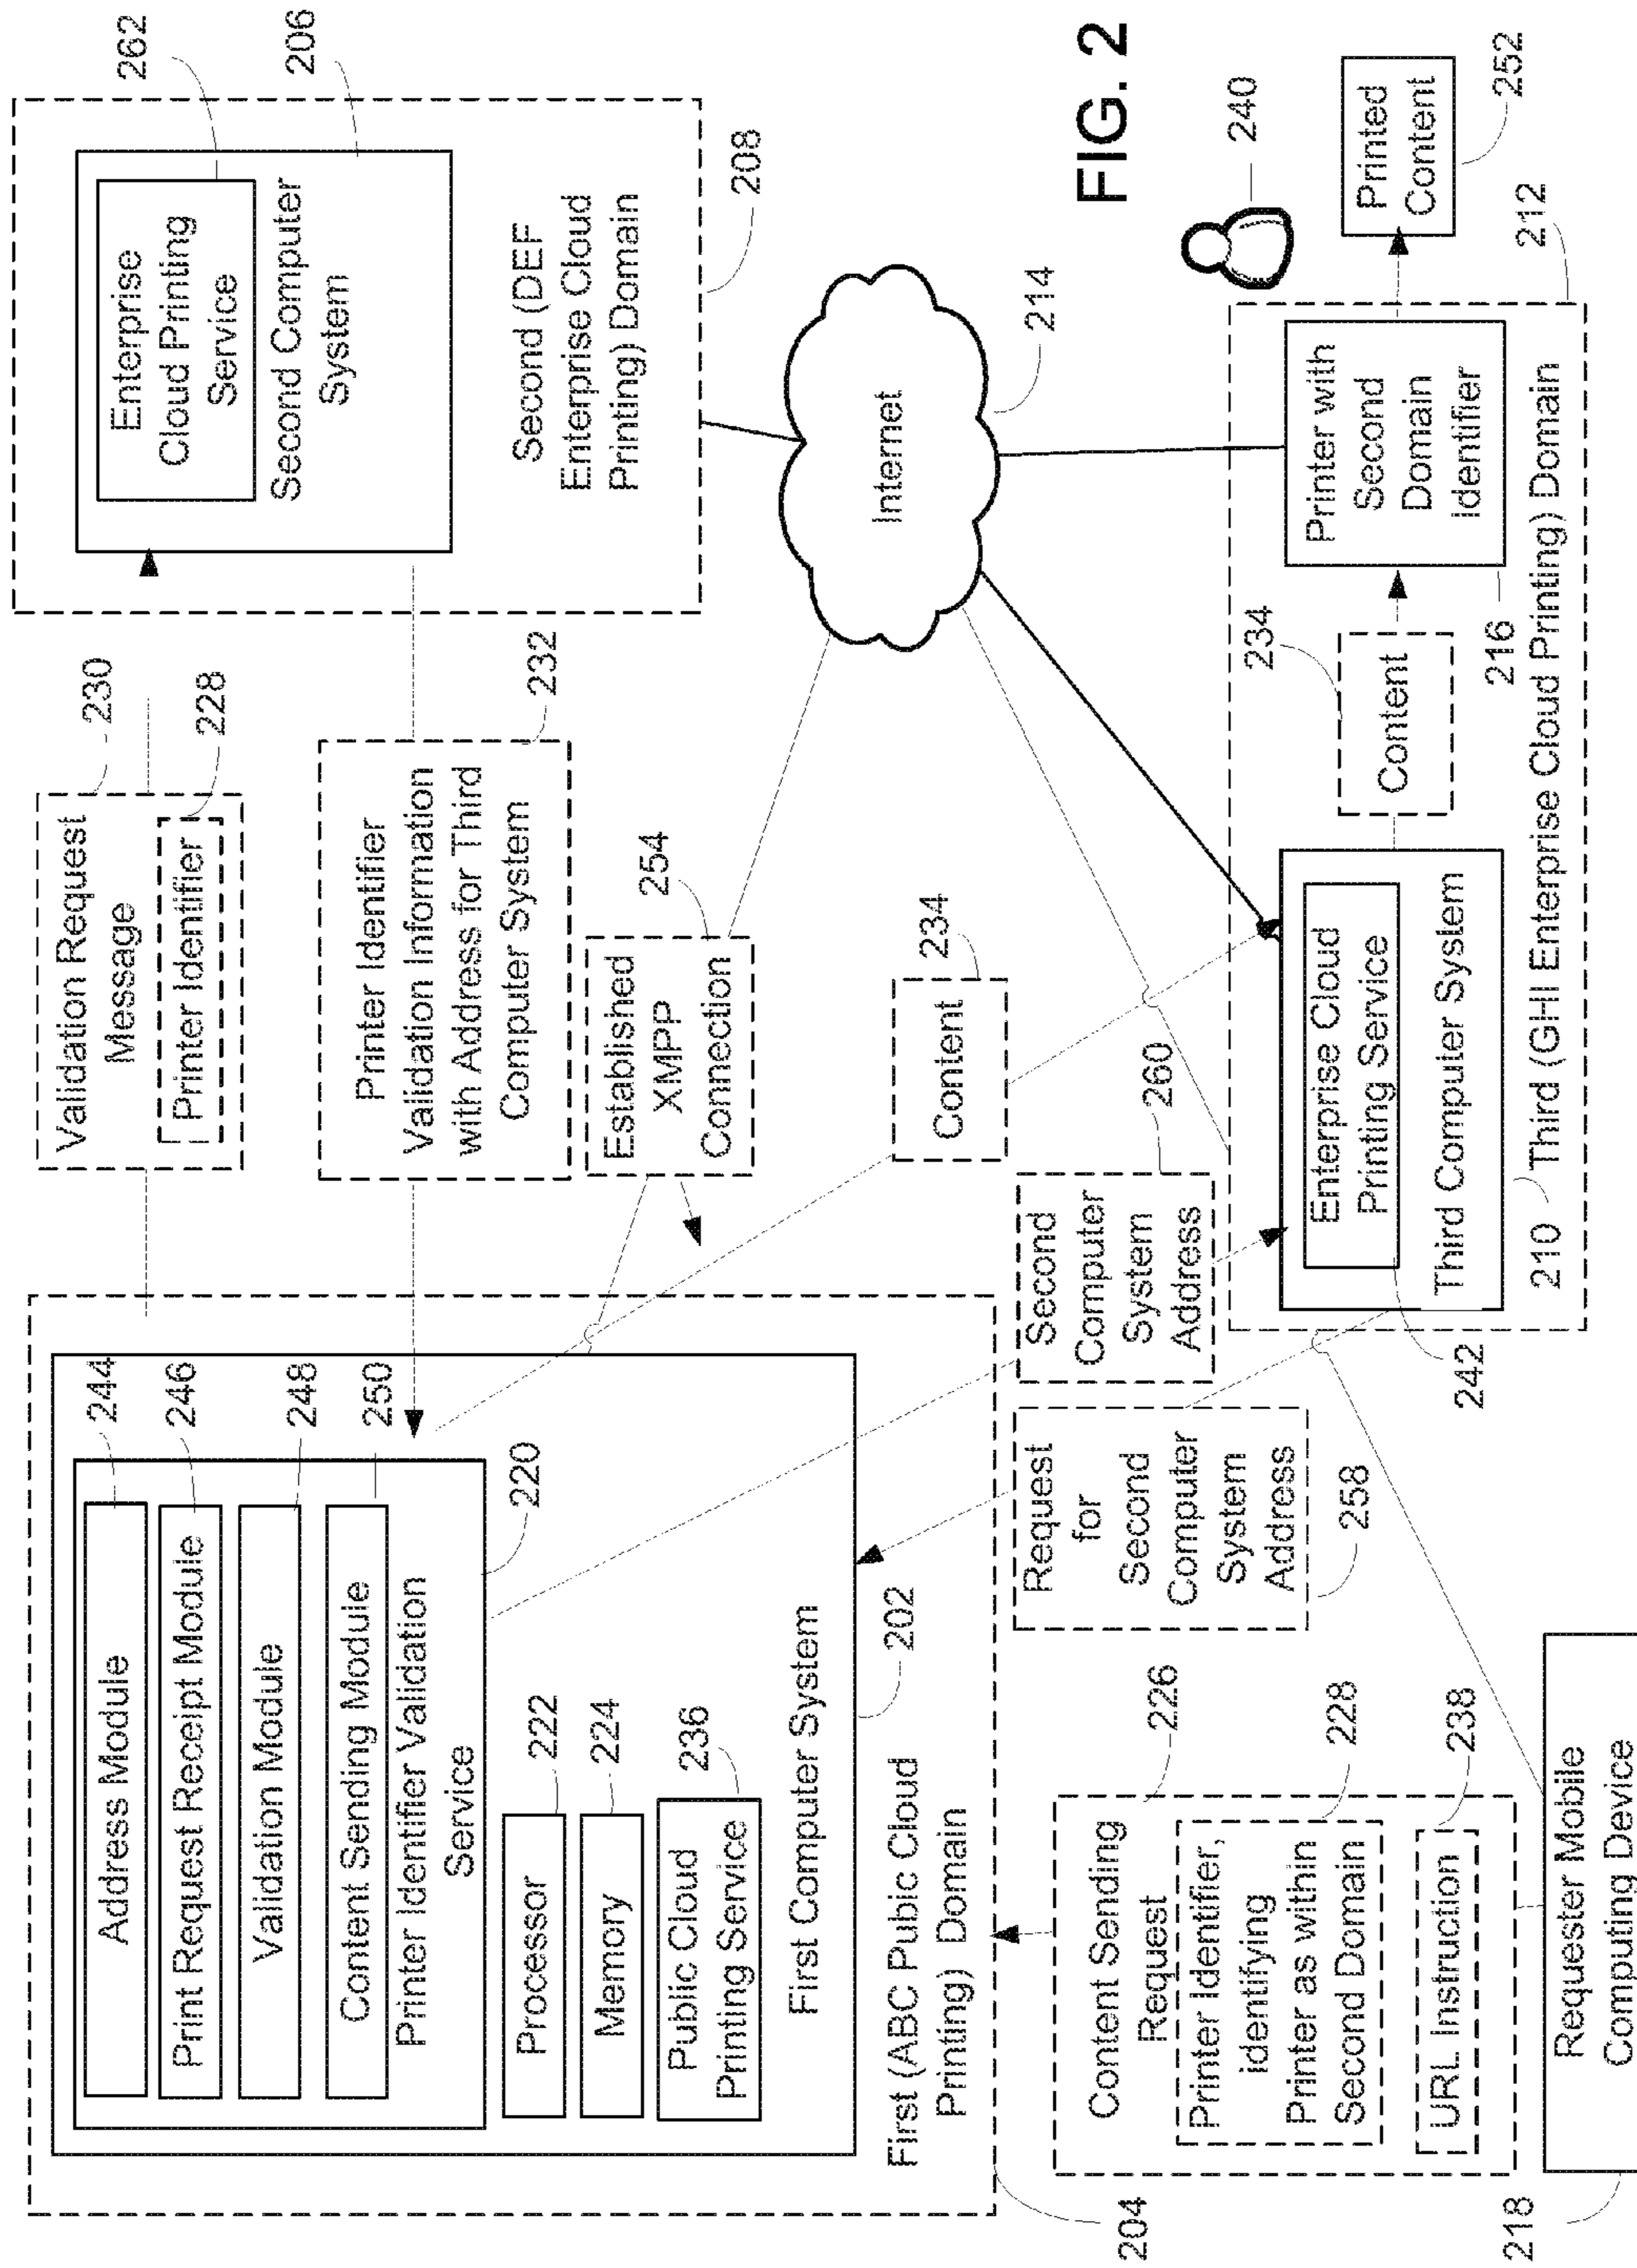 FIG. 2
244
Address Module
246
Print Request Receipt Module
248
Validation Module
250
Content Sending Module
Printer Identifier Validation
Service
220
Processor
222
Memory
224
Public Cloud
Printing Service
236
First Computer System
202
First (ABC Pubic Cloud
Printing) Domain
204
Validation Request
Message
230
Printer Identifier
228
Printer Identifier
Validation Information
with Address for Third
Computer System
232
Established
XMPP
Connection
254
Content
234
Enterprise
Cloud Printing
Service
262
Second Computer
System
206
Second (DEF
Enterprise Cloud
Printing) Domain
208
Internet
214
Content Sending
Request
226
Printer Identifier,
identifying
Printer as within
Second Domain
228
URL Instruction
238
Requester Mobile
Computing Device
218
Request
for
Second
Computer
System
Address
258
Second
Computer
System
Address
260
Enterprise Cloud
Printing Service
242
Third Computer System
210
Third (GHI Enterprise Cloud Printing) Domain
Content
234
Printer with
Second
Domain
identifier
216
212
240
Printed
Content
252